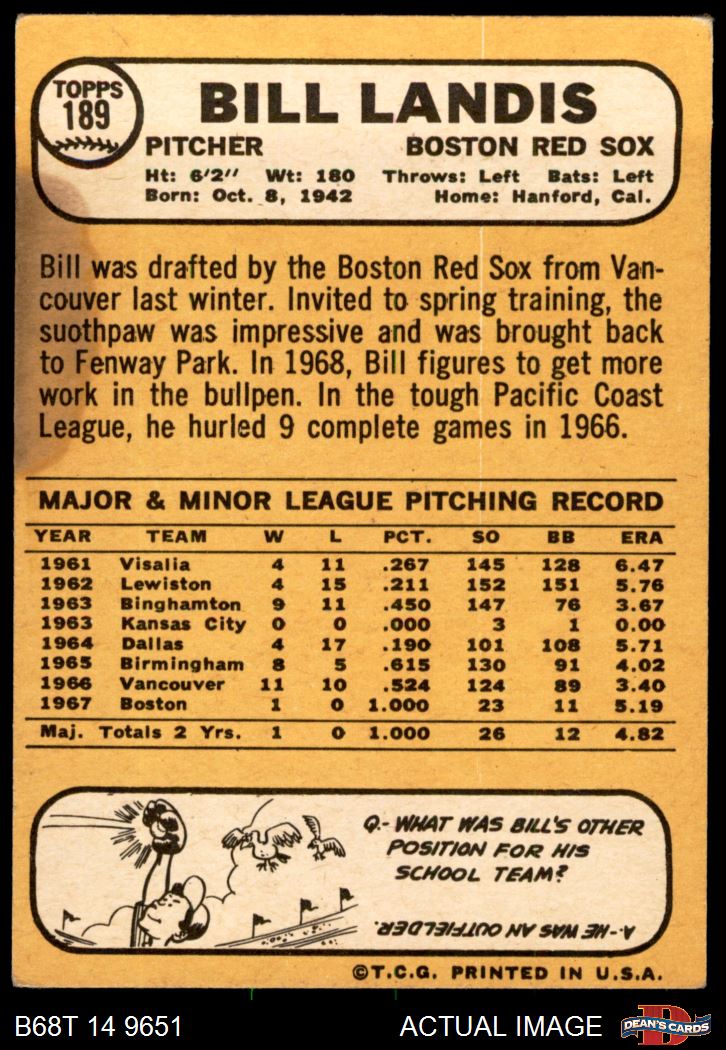 TOPPS
189
BILL LANDIS
PITCHER BOSTON RED SOX
Ht: 6'2" Wt: 180 Throws: Left Bats: Left
Born: Oct. 8, 1942 Home: Hanford, Cal.
Bill was drafted by the Boston Red Sox from Van-
couver last winter. Invited to spring training, the
suothpaw was impressive and was brought back
to Fenway Park. In 1968, Bill figures to get more
work in the bullpen. In the tough Pacific Coast
League, he hurled 9 complete games in 1966.
MAJOR & MINOR LEAGUE PITCHING RECORD
YEAR TEAM W L PCT. SO BB ERA
1961 Visalia 4 11 .267 145 128 6.47
1962 Lewiston 4 15 .211 152 151 5.76
1963 Binghamton 9 11 .450 147 76 3.67
1963 Kansas City 0 0 .000 3 1 0.00
1964 Dallas 4 17 .190 101 108 5.71
1965 Birmingham 8 5 .615 130 91 4.02
1966 Vancouver 11 10 .524 124 89 3.40
1967 Boston 1 0 1.000 23 11 5.19
Maj. Totals 2 Yrs. 1 0 1.000 26 12 4.82
Q.- WHAT WAS BILL'S OTHER
POSITION FOR HIS
SCHOOL TEAM?
A.- HE WAS AN OUTFIELDER.
©T.C.G. PRINTED IN U.S.A.
B68T 14 9651 ACTUAL IMAGE
D
DEAN'S CARDS